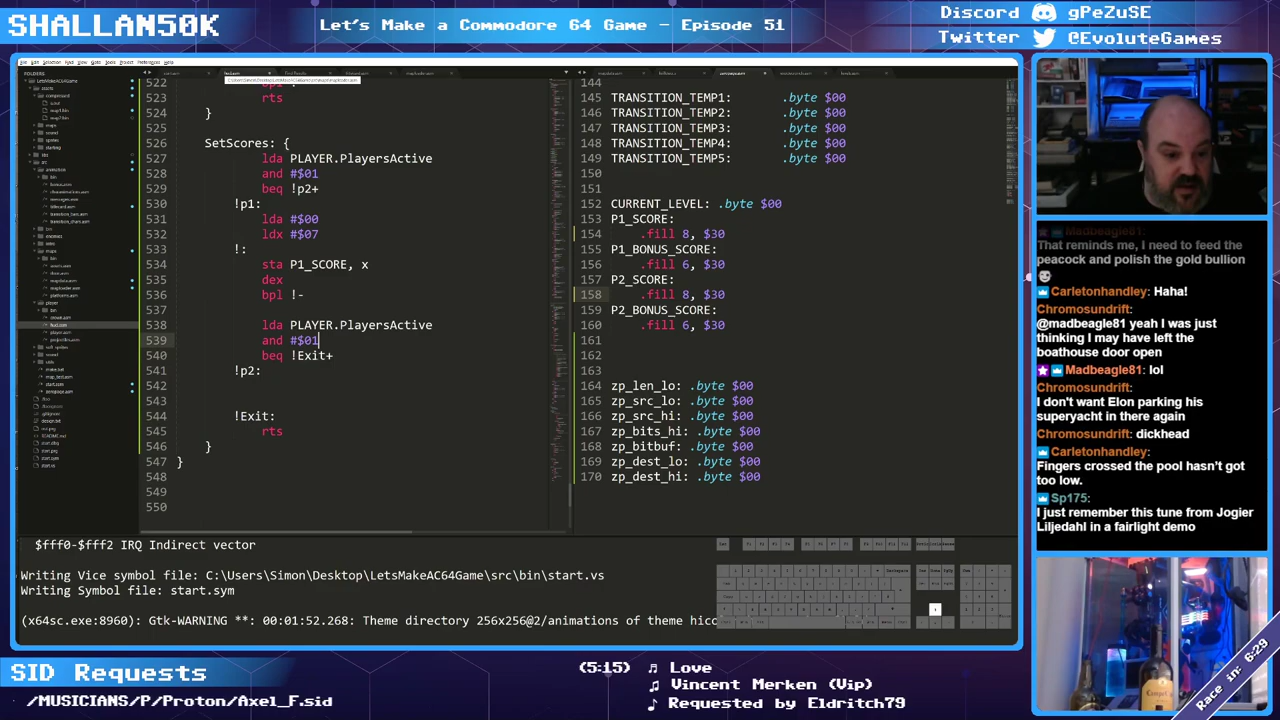 SHALLAN50K
Let's Make a Commodore 64 Game - Episode 51
Discord gPeZuSE
Twitter @EvoluteGames
522 bpl !-
523 rts
524 }
525
526 SetScores: {
527 lda PLAYER.PlayersActive
528 and #$01
529 beq !p2+
530 !p1:
531 lda #$00
532 ldx #$07
533 !:
534 sta P1_SCORE, x
535 dex
536 bpl !-
537
538 lda PLAYER.PlayersActive
539 and #$01
540 beq !Exit+
541 !p2:
542
543
544 !Exit:
545 rts
546 }
547 }
548
549
550
144
145 TRANSITION_TEMP1: .byte $00
146 TRANSITION_TEMP2: .byte $00
147 TRANSITION_TEMP3: .byte $00
148 TRANSITION_TEMP4: .byte $00
149 TRANSITION_TEMP5: .byte $00
150
151
152 CURRENT_LEVEL: .byte $00
153 P1_SCORE:
154 .fill 8, $30
155 P1_BONUS_SCORE:
156 .fill 6, $30
157 P2_SCORE:
158 .fill 8, $30
159 P2_BONUS_SCORE:
160 .fill 6, $30
161
162
163
164 zp_len_lo: .byte $00
165 zp_src_lo: .byte $00
166 zp_src_hi: .byte $00
167 zp_bits_hi: .byte $00
168 zp_bitbuf: .byte $00
169 zp_dest_lo: .byte $00
170 zp_dest_hi: .byte $00
$fff0-$fff2 IRQ Indirect vector
Writing Vice symbol file: C:\Users\Simon\Desktop\LetsMakeAC64Game\src\bin\start.vs
Writing Symbol file: start.sym
(x64sc.exe:8960): Gtk-WARNING **: 00:01:52.268: Theme directory 256x256@2/animations of theme hico
Madbeagle81:
That reminds me, I need to feed the
peacock and polish the gold bullion
Carletonhandley: Haha!
Chromosundrift:
@madbeagle81 yeah I was just
thinking I may have left the
boathouse door open
Madbeagle81: lol
Chromosundrift:
I don't want Elon parking his
superyacht in there again
Chromosundrift: dickhead
Carletonhandley:
Fingers crossed the pool hasn't got
too low.
Sp175:
I just remember this tune from Jogier
Liljedahl in a fairlight demo
Race in: 6:29
SID Requests
/MUSICIANS/P/Proton/Axel_F.sid
(5:15) ♫ Love
♫ Vincent Merken (Vip)
♪ Requested by Eldritch79